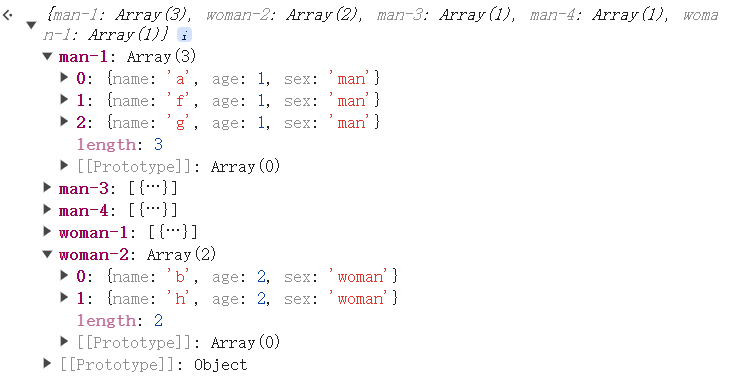 {man-1: Array(3), woman-2: Array(2), man-3: Array(1), man-4: Array(1), woma
n-1: Array(1)} i
man-1: Array(3)
0: {name: 'a', age: 1, sex: 'man'}
1: {name: 'f', age: 1, sex: 'man'}
2: {name: 'g', age: 1, sex: 'man'}
length: 3
[[Prototype]]: Array(0)
man-3: [{…}]
man-4: [{…}]
woman-1: [{…}]
woman-2: Array(2)
0: {name: 'b', age: 2, sex: 'woman'}
1: {name: 'h', age: 2, sex: 'woman'}
length: 2
[[Prototype]]: Array(0)
[[Prototype]]: Object